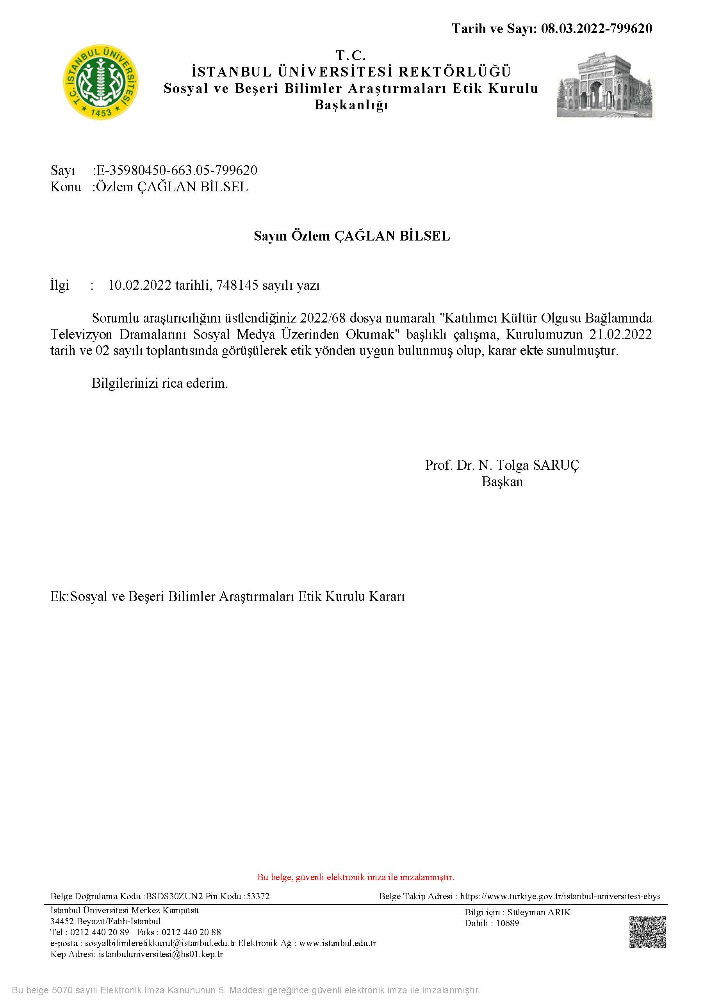 Tarih ve Sayı: 08.03.2022-799620
T.C. İSTANBUL ÜNİVERSİTESİ
1453
T.C.
İSTANBUL ÜNİVERSİTESİ REKTÖRLÜĞÜ
Sosyal ve Beşeri Bilimler Araştırmaları Etik Kurulu
Başkanlığı
Sayı :E-35980450-663.05-799620
Konu :Özlem ÇAĞLAN BİLSEL
Sayın Özlem ÇAĞLAN BİLSEL
İlgi : 10.02.2022 tarihli, 748145 sayılı yazı
Sorumlu araştırıcılığını üstlendiğiniz 2022/68 dosya numaralı "Katılımcı Kültür Olgusu Bağlamında
Televizyon Dramalarını Sosyal Medya Üzerinden Okumak" başlıklı çalışma, Kurulumuzun 21.02.2022
tarih ve 02 sayılı toplantısında görüşülerek etik yönden uygun bulunmuş olup, karar ekte sunulmuştur.
Bilgilerinizi rica ederim.
Prof. Dr. N. Tolga SARUÇ
Başkan
Ek:Sosyal ve Beşeri Bilimler Araştırmaları Etik Kurulu Kararı
Bu belge, güvenli elektronik imza ile imzalanmıştır.
Belge Doğrulama Kodu :BSDS30ZUN2 Pin Kodu :53372
Belge Takip Adresi : https://www.turkiye.gov.tr/istanbul-universitesi-ebys
İstanbul Üniversitesi Merkez Kampüsü
34452 Beyazıt/Fatih-İstanbul
Tel : 0212 440 20 89 Faks : 0212 440 20 88
e-posta : sosyalbilimleretikkurul@istanbul.edu.tr Elektronik Ağ : www.istanbul.edu.tr
Kep Adresi: istanbuluniversitesi@hs01.kep.tr
Bilgi için : Süleyman ARIK
Dahili : 10689
Bu belge 5070 sayılı Elektronik İmza Kanununun 5. Maddesi gereğince güvenli elektronik imza ile imzalanmıştır.